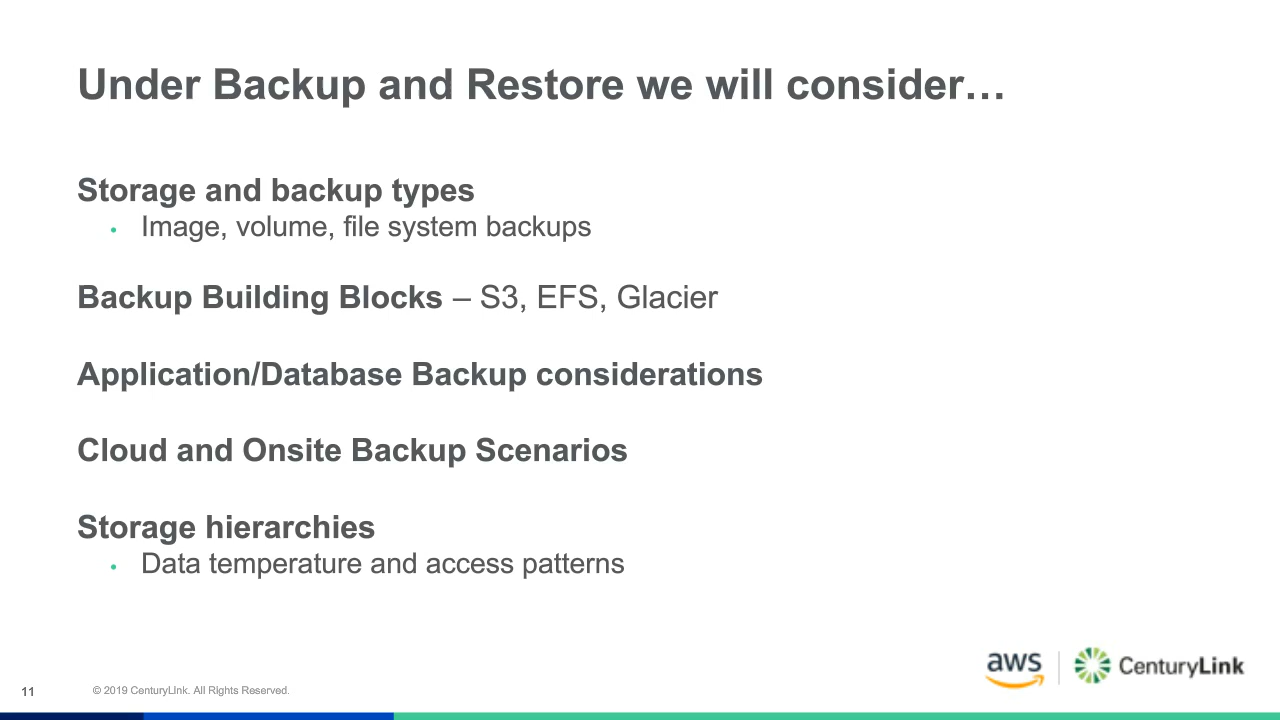 Under Backup and Restore we will consider…
Storage and backup types
• Image, volume, file system backups
Backup Building Blocks – S3, EFS, Glacier
Application/Database Backup considerations
Cloud and Onsite Backup Scenarios
Storage hierarchies
• Data temperature and access patterns
aws CenturyLink
11 © 2019 CenturyLInk. All Rights Reserved.